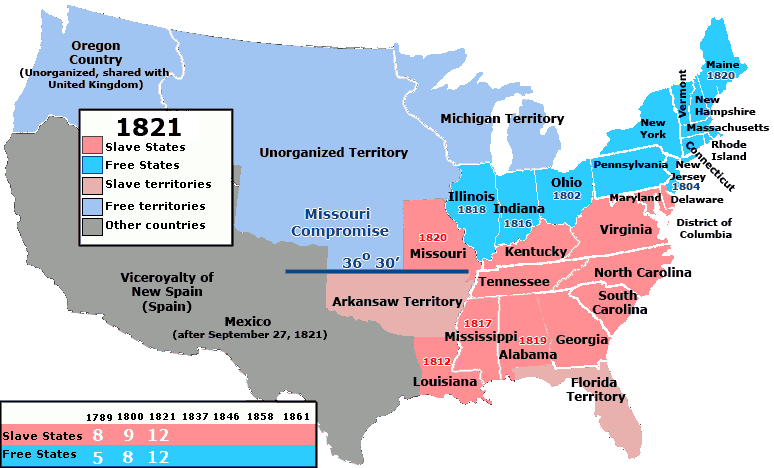 Oregon
Country
(Unorganized, shared with
United Kingdom)
1821
Slave States
Free States
Slave territories
Free territories
Other countries
Unorganized Territory
Michigan Territory
Missouri
Compromise
36° 30'
Maine
1820
Vermont
New
Hampshire
Massachusetts
Rhode
Island
Connecticut
New
York
Pennsylvania
New
Jersey
1804
Delaware
Maryland
District of
Columbia
Illinois
1818
Indiana
1816
Ohio
1802
Virginia
Kentucky
1820
Missouri
North Carolina
Tennessee
South
Carolina
Arkansaw Territory
1817
Mississippi
1819
Alabama
Georgia
1812
Louisiana
Florida
Territory
Viceroyalty of
New Spain
(Spain)
Mexico
(after September 27, 1821)
1789 1800 1821 1837 1846 1858 1861
Slave States 8 9 12
Free States 5 8 12